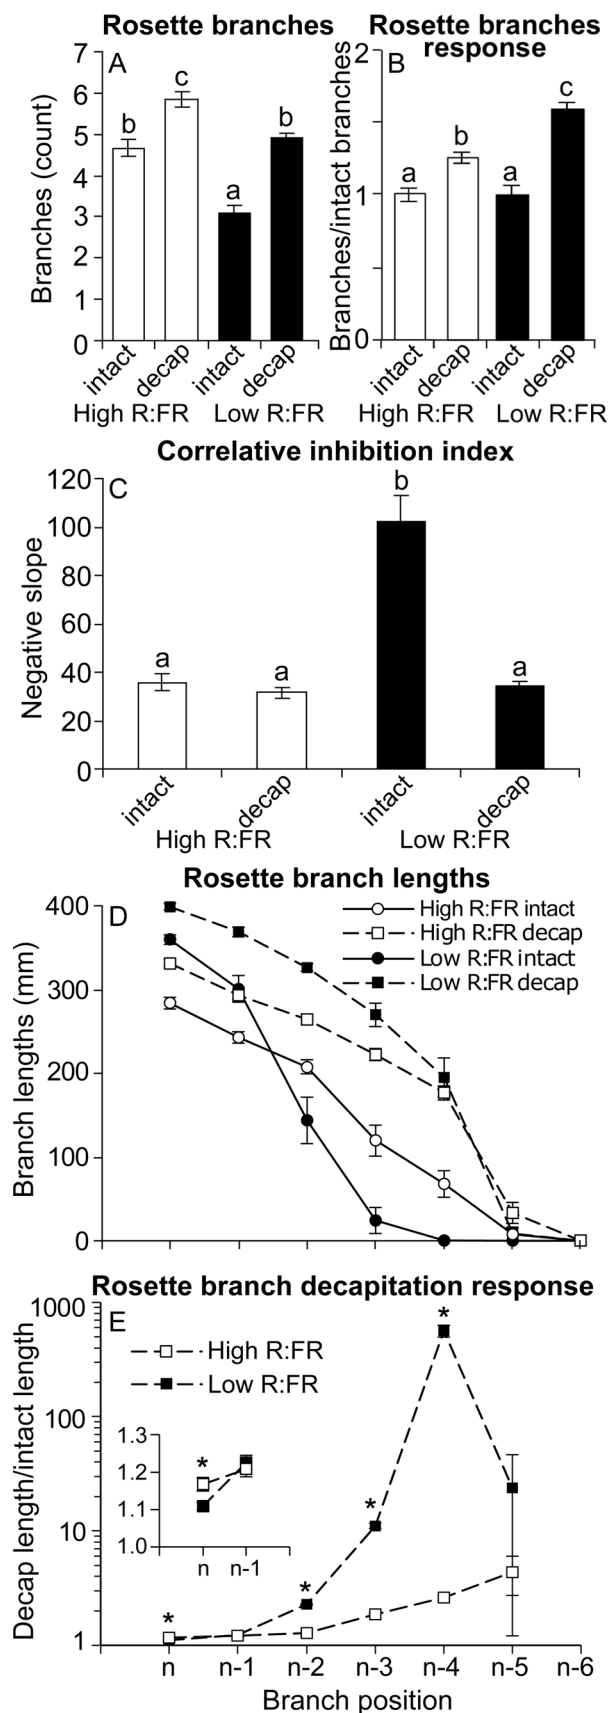 Rosette branches
A
7
6
5
4
3
2
1
0
Branches (count)
b
c
a
b
intact
decap
intact
decap
High R:FR
Low R:FR
Rosette branches
response
B
2
1
0
Branches/intact branches
a
b
a
c
intact
decap
intact
decap
High R:FR
Low R:FR
Correlative inhibition index
C
120
100
80
60
40
20
0
Negative slope
a
a
b
a
intact
decap
intact
decap
High R:FR
Low R:FR
Rosette branch lengths
D
400
300
200
100
0
Branch lengths (mm)
High R:FR intact
High R:FR decap
Low R:FR intact
Low R:FR decap
Rosette branch decapitation response
E
1000
100
10
1
Decap length/intact length
High R:FR
Low R:FR
1.3
1.2
1.1
1.0
*
n
n-1
*
*
*
*
n
n-1
n-2
n-3
n-4
n-5
n-6
Branch position